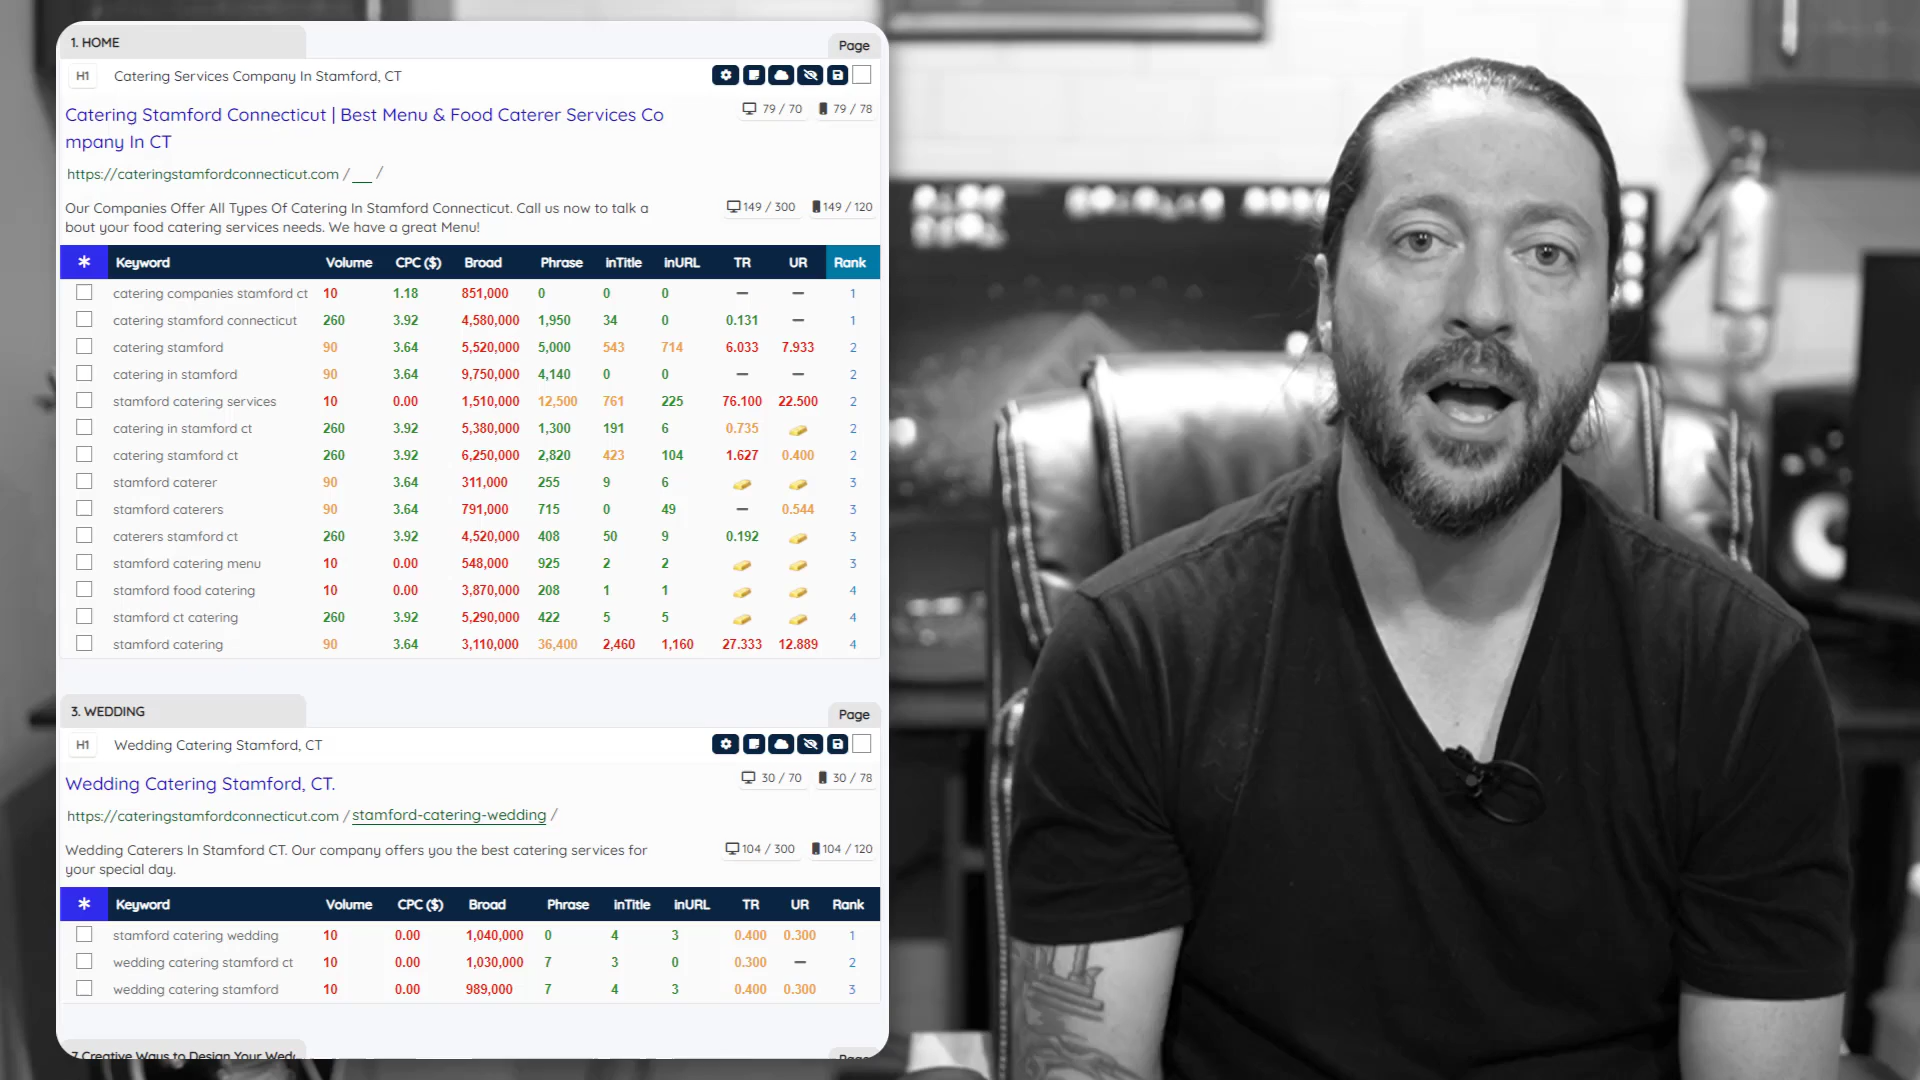 1. HOME
Page
H1 Catering Services Company In Stamford, CT
Catering Stamford Connecticut | Best Menu & Food Caterer Services Co
79 / 70 79 / 78
mpany In CT
https://cateringstamfordconnecticut.com / __ /
Our Companies Offer All Types Of Catering In Stamford Connecticut. Call us now to talk a
149 / 300 149 / 120
bout your food catering services needs. We have a great Menu!
* Keyword Volume CPC ($) Broad Phrase inTitle inURL TR UR Rank
catering companies stamford ct 10 1.18 851,000 0 0 0 — — 1
catering stamford connecticut 260 3.92 4,580,000 1,950 34 0 0.131 — 1
catering stamford 90 3.64 5,520,000 5,000 543 714 6.033 7.933 2
catering in stamford 90 3.64 9,750,000 4,140 0 0 — — 2
stamford catering services 10 0.00 1,510,000 12,500 761 225 76.100 22.500 2
catering in stamford ct 260 3.92 5,380,000 1,300 191 6 0.735 2
catering stamford ct 260 3.92 6,250,000 2,820 423 104 1.627 0.400 2
stamford caterer 90 3.64 311,000 255 9 6 3
stamford caterers 90 3.64 791,000 715 0 49 — 0.544 3
caterers stamford ct 260 3.92 4,520,000 408 50 9 0.192 3
stamford catering menu 10 0.00 548,000 925 2 2 3
stamford food catering 10 0.00 3,870,000 208 1 1 4
stamford ct catering 260 3.92 5,290,000 422 5 5 4
stamford catering 90 3.64 3,110,000 36,400 2,460 1,160 27.333 12.889 4
3. WEDDING
Page
H1 Wedding Catering Stamford, CT
Wedding Catering Stamford, CT.
30 / 70 30 / 78
https://cateringstamfordconnecticut.com / stamford-catering-wedding /
Wedding Caterers In Stamford CT. Our company offers you the best catering services for
104 / 300 104 / 120
your special day.
* Keyword Volume CPC ($) Broad Phrase inTitle inURL TR UR Rank
stamford catering wedding 10 0.00 1,040,000 0 4 3 0.400 0.300 1
wedding catering stamford ct 10 0.00 1,030,000 7 3 0 0.300 — 2
wedding catering stamford 10 0.00 989,000 7 4 3 0.400 0.300 3
7 Creative Ways to Design Your Wed
Page